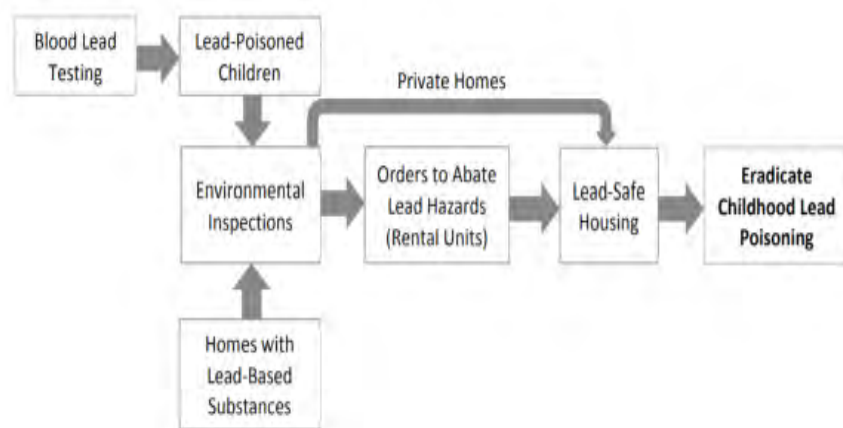 Blood Lead
Testing
Lead-Poisoned
Children
Private Homes
Environmental
Inspections
Orders to Abate
Lead Hazards
(Rental Units)
Lead-Safe
Housing
Eradicate
Childhood Lead
Poisoning
Homes with
Lead-Based
Substances